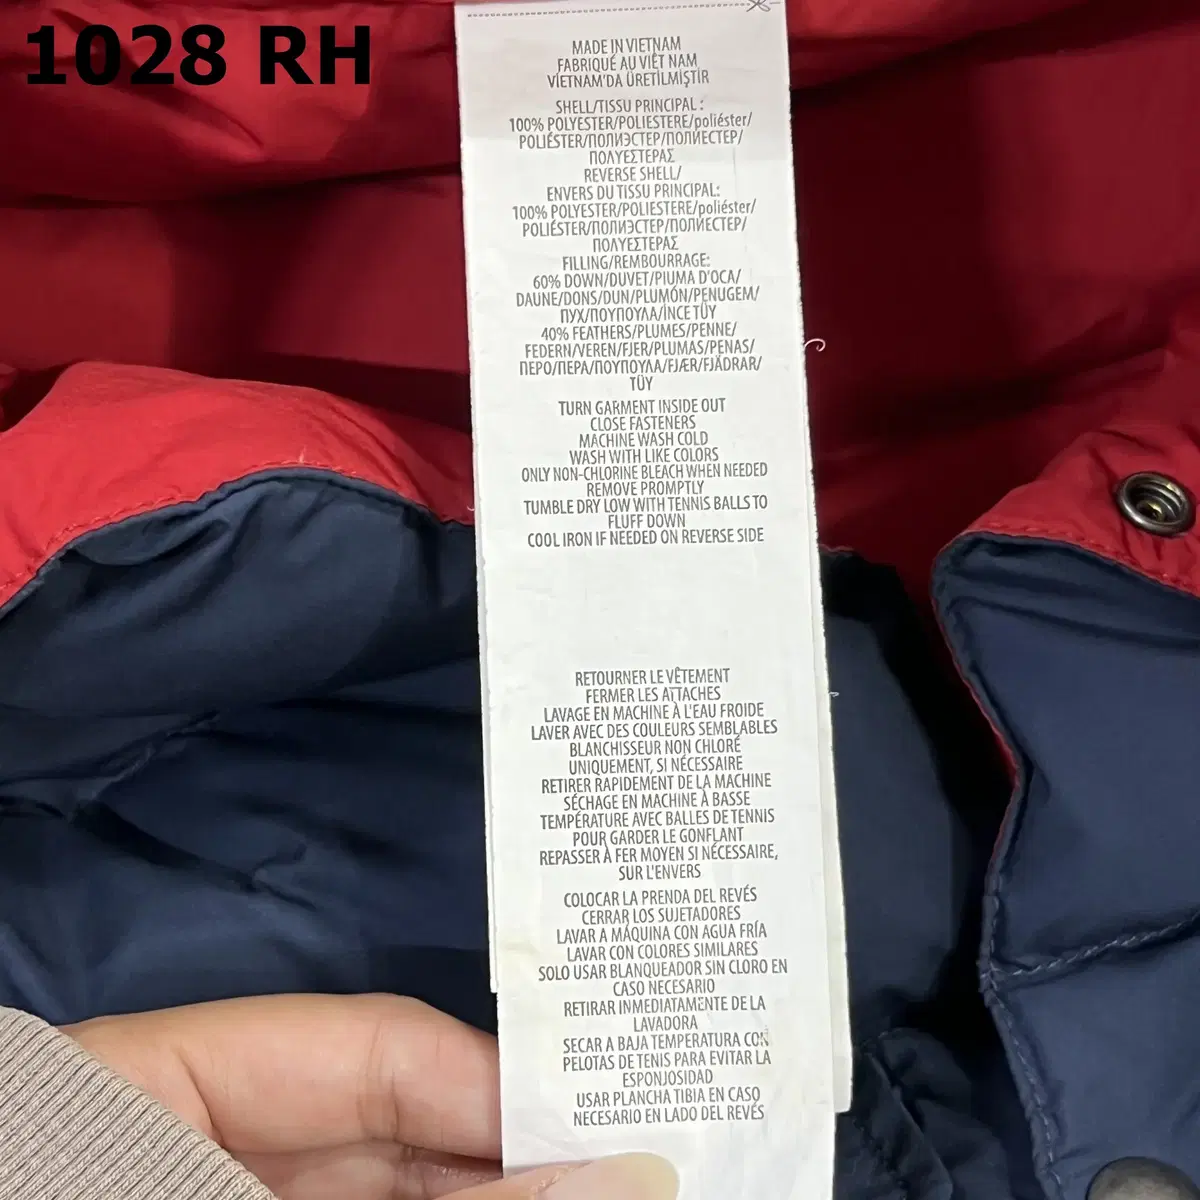 1028 RH
MADE IN VIETNAM
FABRIQUÉ AU VIÊT NAM
VİETNAM'DA ÜRETİLMİŞTİR
SHELL/TISSU PRINCIPAL :
100% POLYESTER/POLIESTERE/poliéster/
POLIÉSTER/ПОЛИЭСТЕР/ПОЛИЕСТЕР/
ΠΟΛΥΕΣΤΕΡΑΣ
REVERSE SHELL/
ENVERS DU TISSU PRINCIPAL:
100% POLYESTER/POLIESTERE/poliéster/
POLIÉSTER/ПОЛИЭСТЕР/ПОЛИЕСТЕР/
ΠΟΛΥΕΣΤΕΡΑΣ
FILLING/REMBOURRAGE:
60% DOWN/DUVET/PIUMA D'OCA/
DAUNE/DONS/DUN/PLUMÓN/PENUGEM/
ПУХ/ΠΟΥΠΟΥΛΑ/İNCE TÜY
40% FEATHERS/PLUMES/PENNE/
FEDERN/VEREN/FJER/PLUMAS/PENAS/
ПЕРО/ПЕРА/ΠΟΥΠΟΥΛΑ/FJÆR/FJÄDRAR/
TÜY
TURN GARMENT INSIDE OUT
CLOSE FASTENERS
MACHINE WASH COLD
WASH WITH LIKE COLORS
ONLY NON-CHLORINE BLEACH WHEN NEEDED
REMOVE PROMPTLY
TUMBLE DRY LOW WITH TENNIS BALLS TO
FLUFF DOWN
COOL IRON IF NEEDED ON REVERSE SIDE
RETOURNER LE VÊTEMENT
FERMER LES ATTACHES
LAVAGE EN MACHINE À L'EAU FROIDE
LAVER AVEC DES COULEURS SEMBLABLES
BLANCHISSEUR NON CHLORÉ
UNIQUEMENT, SI NÉCESSAIRE
RETIRER RAPIDEMENT DE LA MACHINE
SÉCHAGE EN MACHINE À BASSE
TEMPÉRATURE AVEC BALLES DE TENNIS
POUR GARDER LE GONFLANT
REPASSER À FER MOYEN SI NÉCESSAIRE,
SUR L'ENVERS
COLOCAR LA PRENDA DEL REVÉS
CERRAR LOS SUJETADORES
LAVAR A MÁQUINA CON AGUA FRÍA
LAVAR CON COLORES SIMILARES
SOLO USAR BLANQUEADOR SIN CLORO EN
CASO NECESARIO
RETIRAR INMEDIATAMENTE DE LA
LAVADORA
SECAR A BAJA TEMPERATURA CON
PELOTAS DE TENIS PARA EVITAR LA
ESPONJOSIDAD
USAR PLANCHA TIBIA EN CASO
NECESARIO EN LADO DEL REVÉS